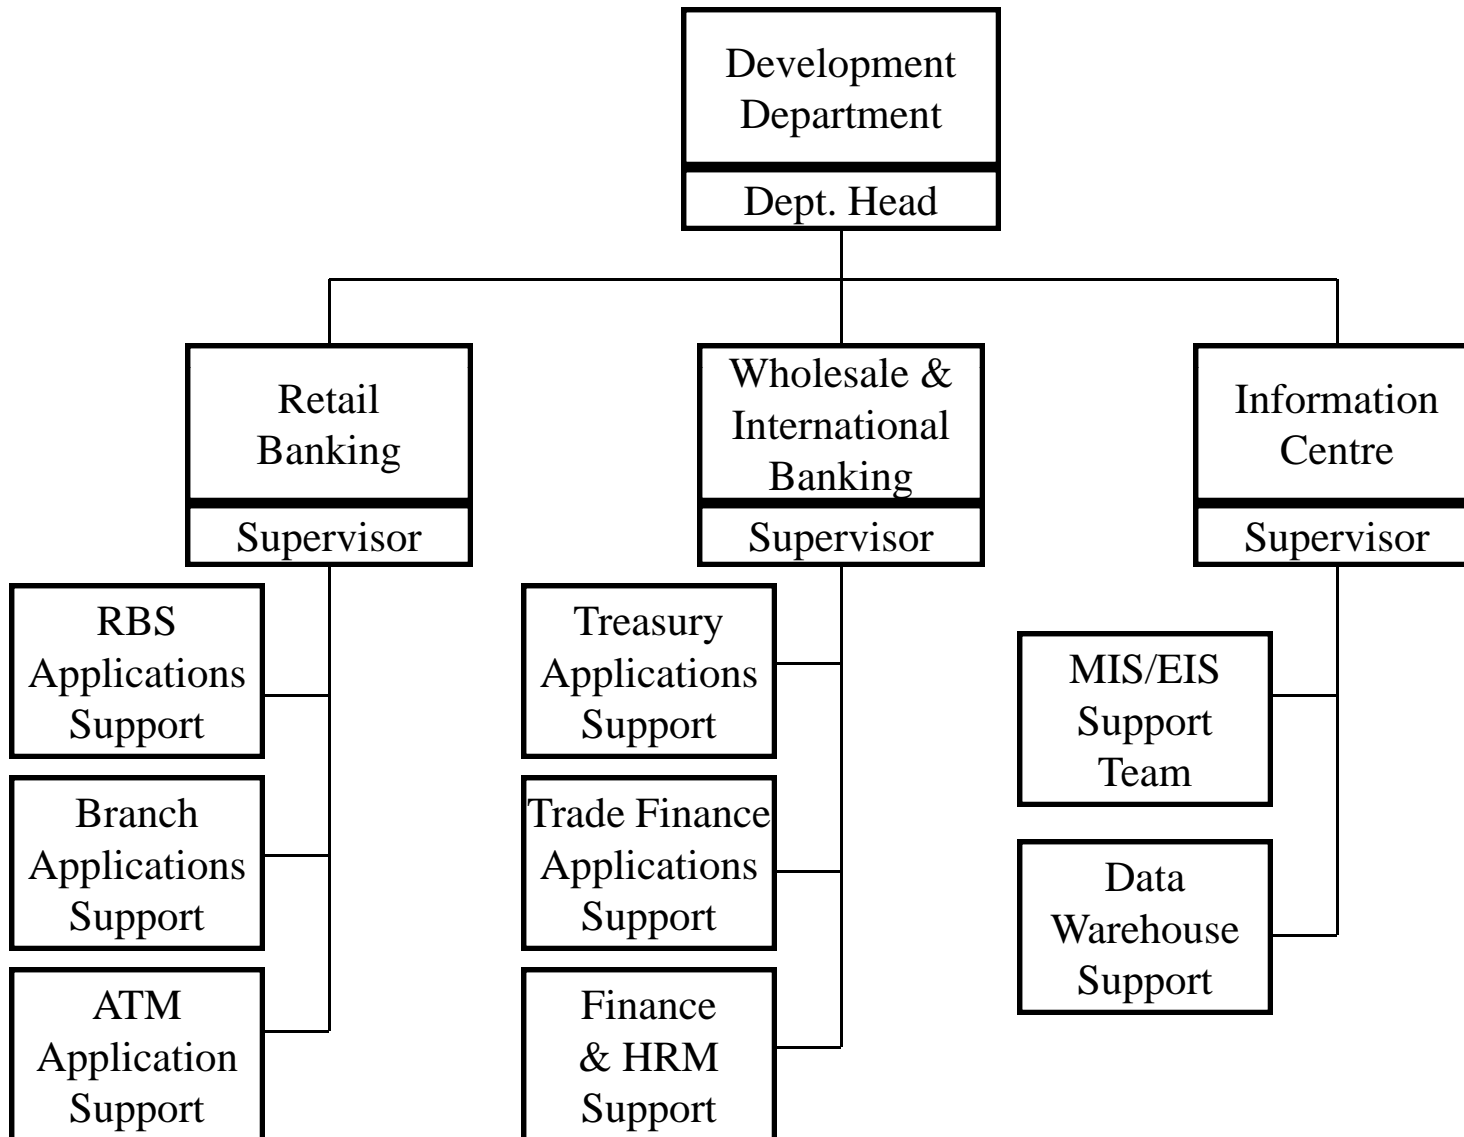 Development
Department
Dept. Head
Retail
Banking
Supervisor
Wholesale &
International
Banking
Supervisor
Information
Centre
Supervisor
RBS
Applications
Support
Branch
Applications
Support
ATM
Application
Support
Treasury
Applications
Support
Trade Finance
Applications
Support
Finance
& HRM
Support
MIS/EIS
Support
Team
Data
Warehouse
Support